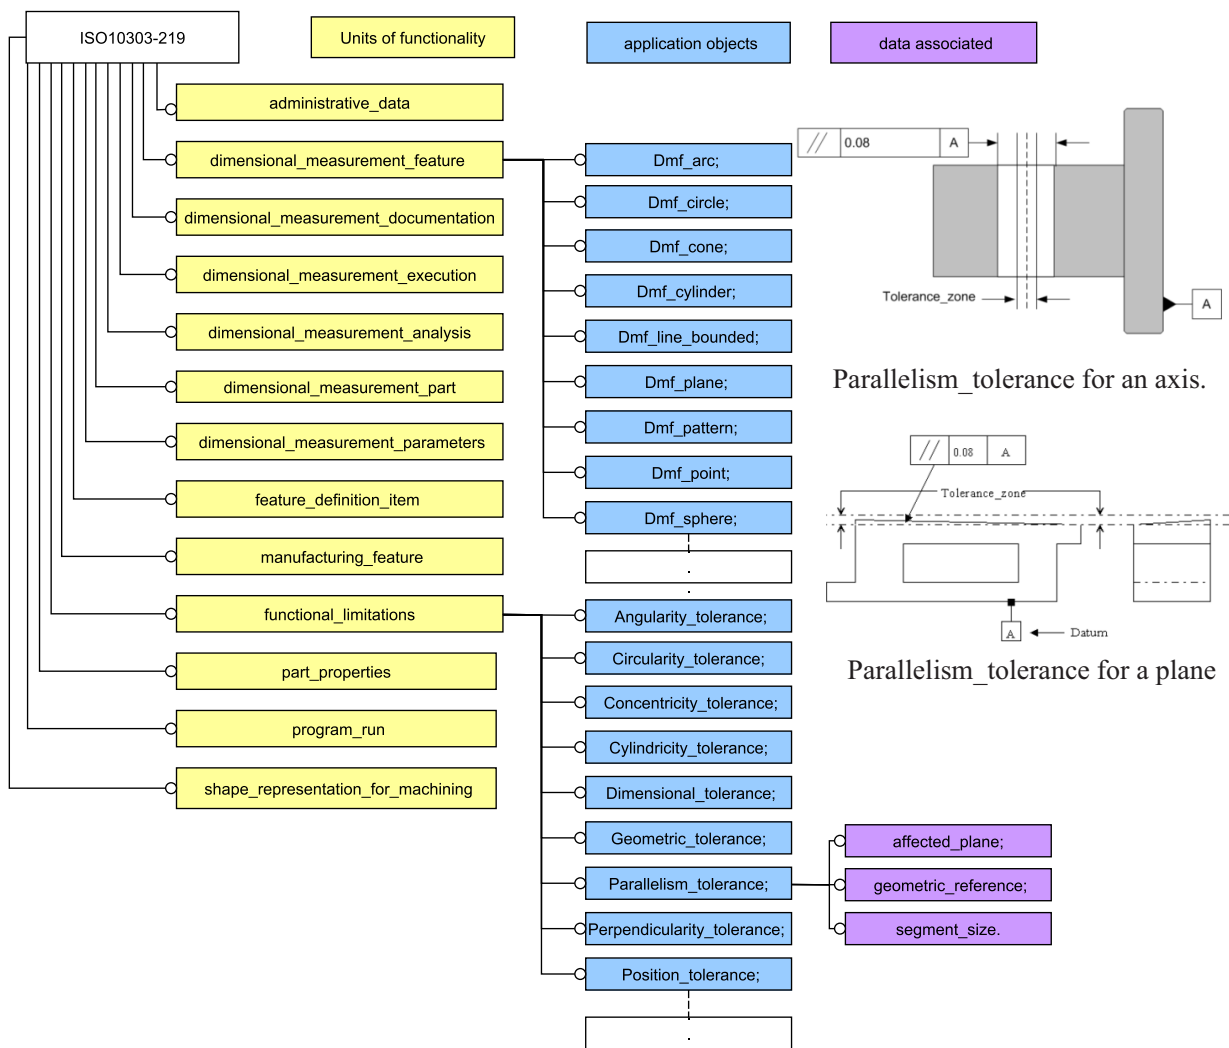 ISO10303-219
Units of functionality
application objects
data associated
administrative_data
dimensional_measurement_feature
dimensional_measurement_documentation
dimensional_measurement_execution
dimensional_measurement_analysis
dimensional_measurement_part
dimensional_measurement_parameters
feature_definition_item
manufacturing_feature
functional_limitations
part_properties
program_run
shape_representation_for_machining
Dmf_arc;
Dmf_circle;
Dmf_cone;
Dmf_cylinder;
Dmf_line_bounded;
Dmf_plane;
Dmf_pattern;
Dmf_point;
Dmf_sphere;
.
.
Angularity_tolerance;
Circularity_tolerance;
Concentricity_tolerance;
Cylindricity_tolerance;
Dimensional_tolerance;
Geometric_tolerance;
Parallelism_tolerance;
Perpendicularity_tolerance;
Position_tolerance;
.
affected_plane;
geometric_reference;
segment_size.
// 0.08 A
Tolerance_zone
A
Parallelism_tolerance for an axis.
// 0.08 A
Tolerance_zone
A
Datum
Parallelism_tolerance for a plane